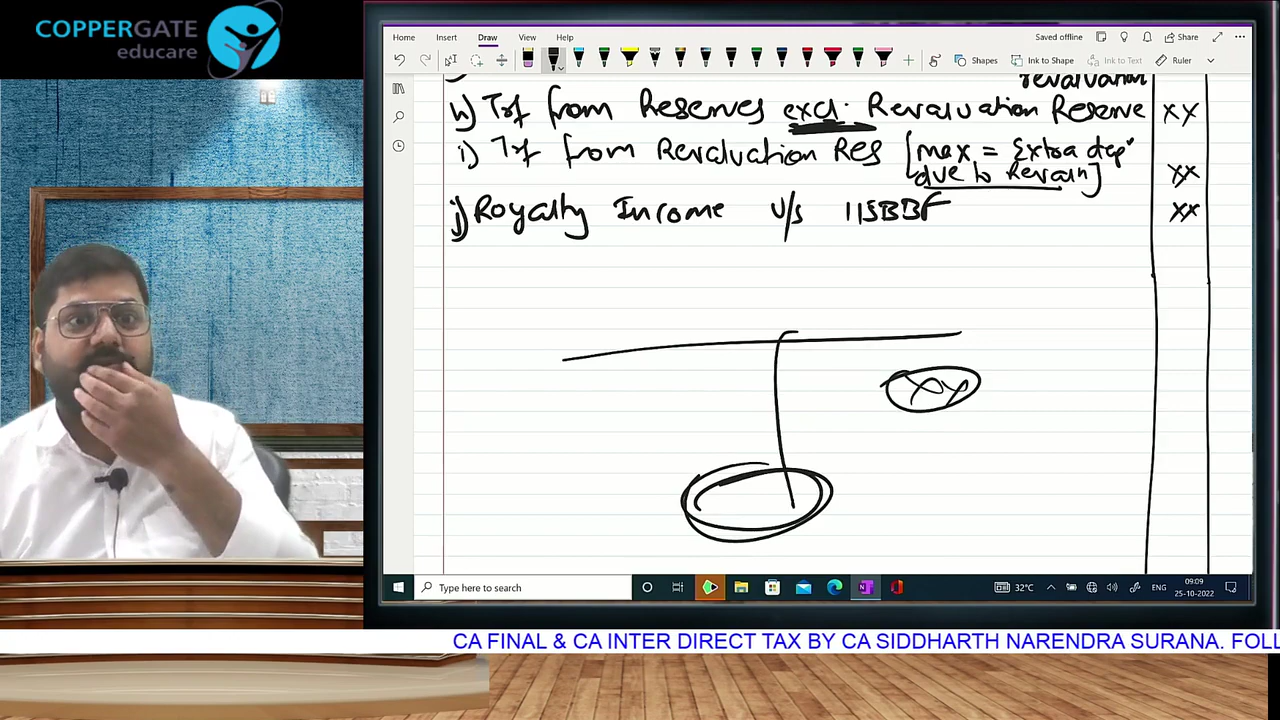 COPPERGATE
educare
Saved offline
Share
Home Insert Draw View Help
Shapes Ink to Shape Ink to Text Ruler
revaluation
h) Trf from Reserves excl. Revaluation Reserve XX
i) Trf from Revaluation Res [max = Extra depn
due to Revaln] XX
j) Royalty Income u/s 115BBF XX
XX
Type here to search
32°C
ENG
09:09
25-10-2022
CA FINAL & CA INTER DIRECT TAX BY CA SIDDHARTH NARENDRA SURANA. FOLL